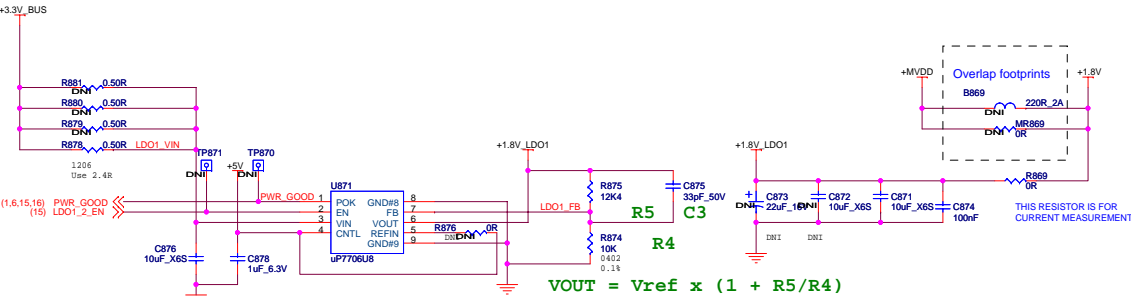 +3.3V_BUS
R881 0.50R
DNI
R880 0.50R
DNI
R879 0.50R
DNI
R878 0.50R LDO1_VIN
1206
Use 2.4R
TP871
DNI
TP870
DNI
+5V
(1,6,15,16) PWR_GOOD
(15) LDO1_2_EN
PWR_GOOD
U871
1 POK GND#8 8
2 EN FB 7
3 VIN VOUT 6
4 CNTL REFIN 5
GND#9 9
uP7706U8
C876
10uF_X6S
C878
1uF_6.3V
R876 0R
DNI
DNI
+1.8V_LDO1
LDO1_FB
R875
12K4
R5
C875
33pF_50V
C3
R874
10K
0402
0.1%
R4
VOUT = Vref x (1 + R5/R4)
+1.8V_LDO1
+
C873
22uF_16V
DNI
DNI
C872
10uF_X6S
DNI
DNI
C871
10uF_X6S
C874
100nF
R869
0R
THIS RESISTOR IS FOR
CURRENT MEASUREMENT
+MVDD
Overlap footprints
+1.8V
B869
220R_2A
DNI
MR869
0R
DNI